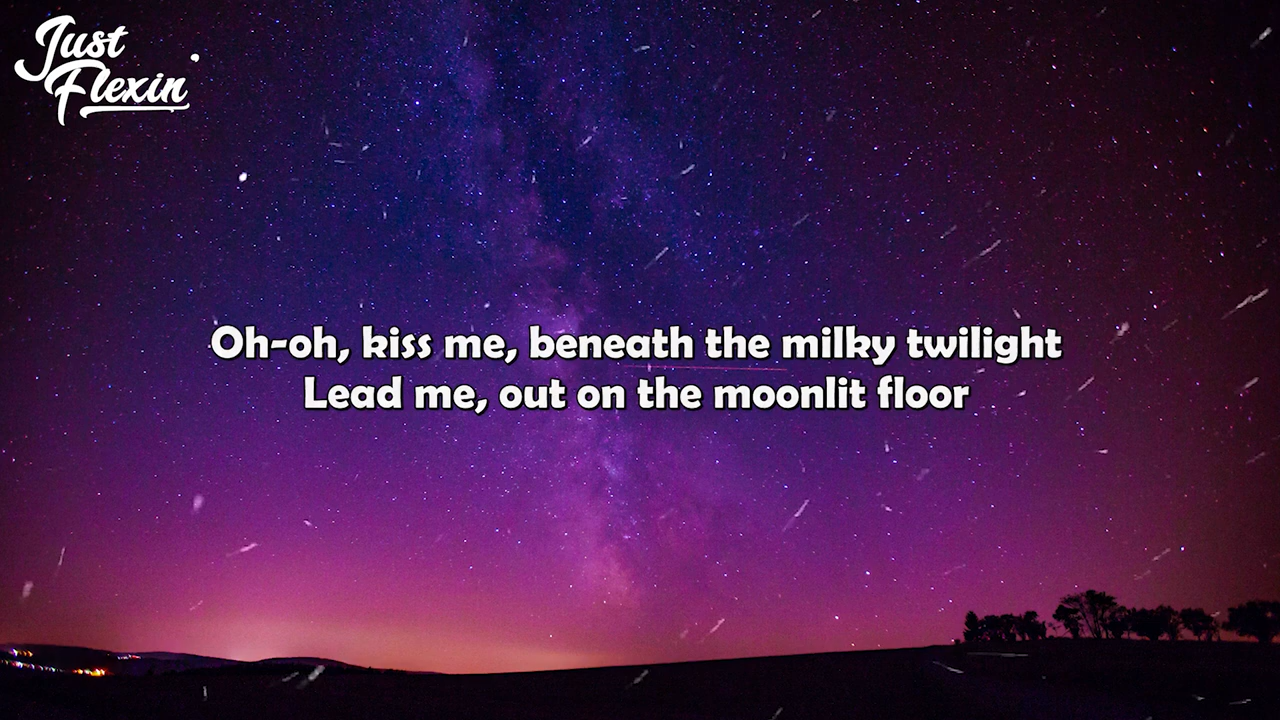 Just
Flexin'
Oh-oh, kiss me, beneath the milky twilight
Lead me, out on the moonlit floor